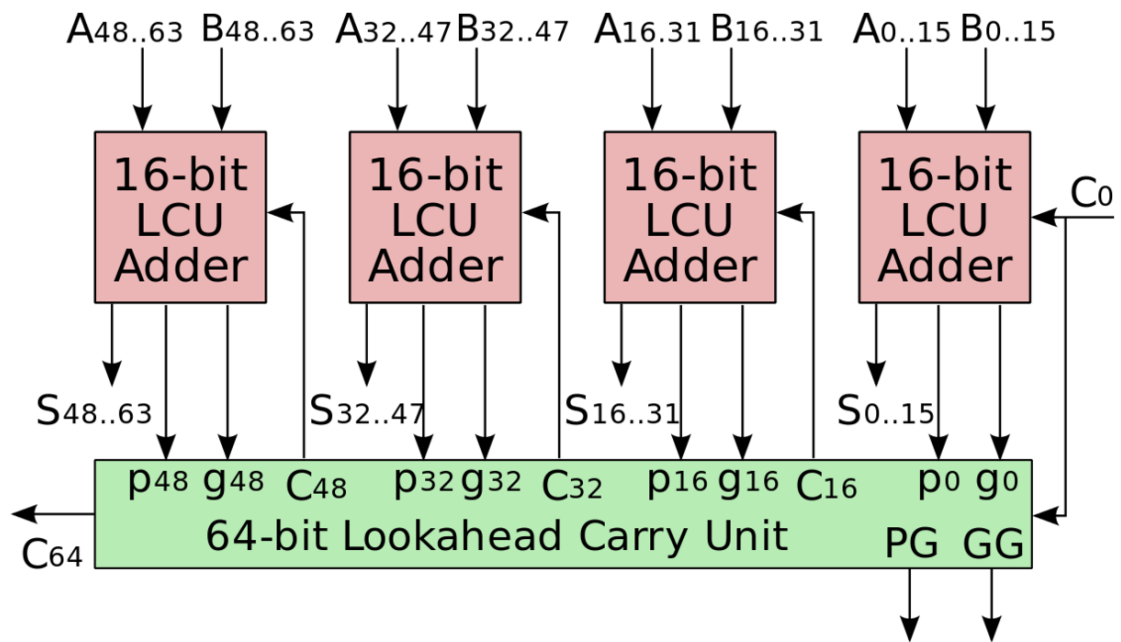 A48..63 B48..63 A32..47 B32..47 A16.31 B16..31 A0..15 B0..15
16-bit LCU Adder
16-bit LCU Adder
16-bit LCU Adder
16-bit LCU Adder
C0
S48..63 S32..47 S16..31 S0..15
p48 g48 C48 p32 g32 C32 p16 g16 C16 p0 g0
64-bit Lookahead Carry Unit PG GG
C64